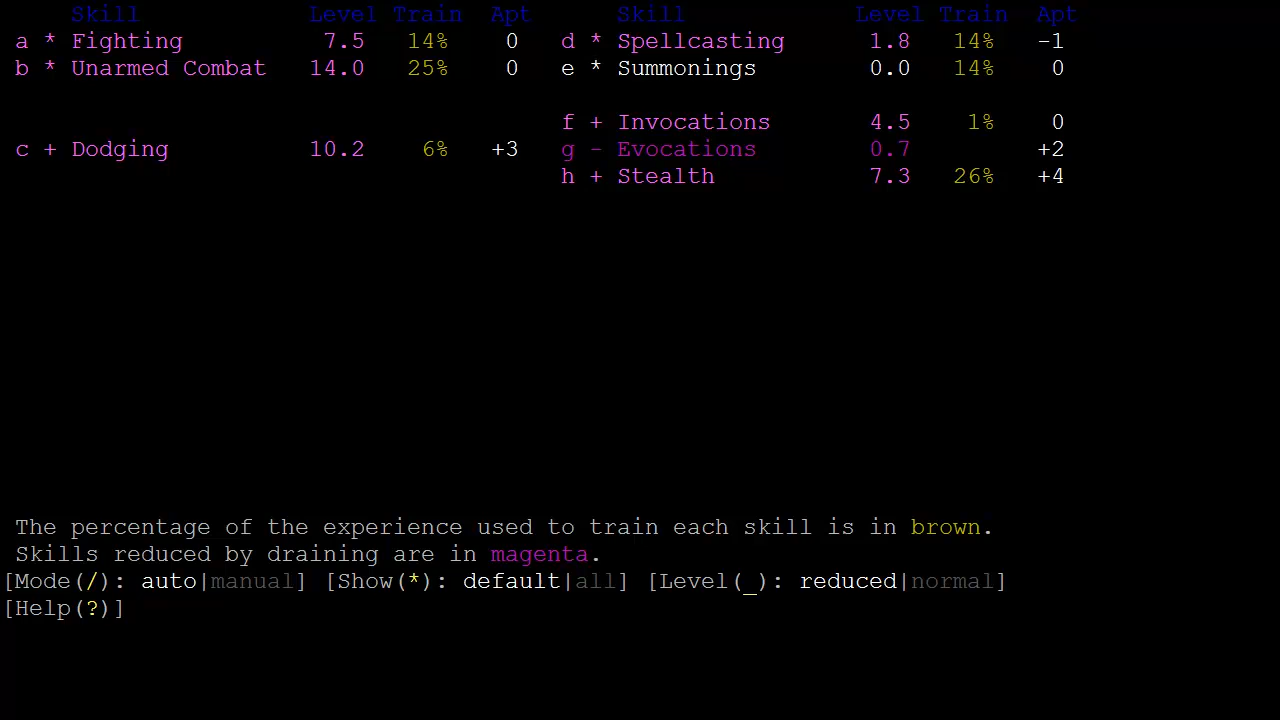 Skill Level Train Apt Skill Level Train Apt
a * Fighting 7.5 14% 0 d * Spellcasting 1.8 14% -1
b * Unarmed Combat 14.0 25% 0 e * Summonings 0.0 14% 0
f + Invocations 4.5 1% 0
c + Dodging 10.2 6% +3 g - Evocations 0.7 +2
h + Stealth 7.3 26% +4
The percentage of the experience used to train each skill is in brown.
Skills reduced by draining are in magenta.
[Mode(/): auto|manual] [Show(*): default|all] [Level(_): reduced|normal]
[Help(?)]